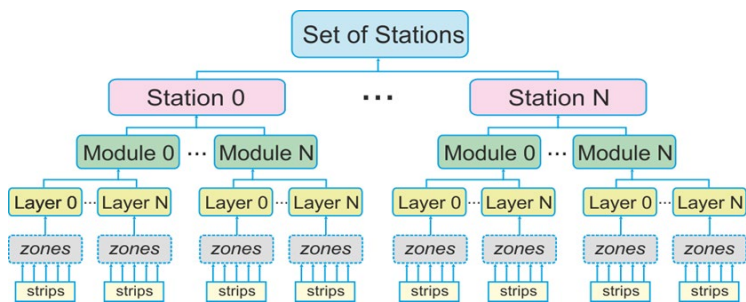 Set of Stations
Station 0 ... Station N
Module 0 ... Module N Module 0 ... Module N
Layer 0 ... Layer N Layer 0 ... Layer N Layer 0 ... Layer N Layer 0 ... Layer N
zones zones zones zones zones zones zones zones
strips strips strips strips strips strips strips strips